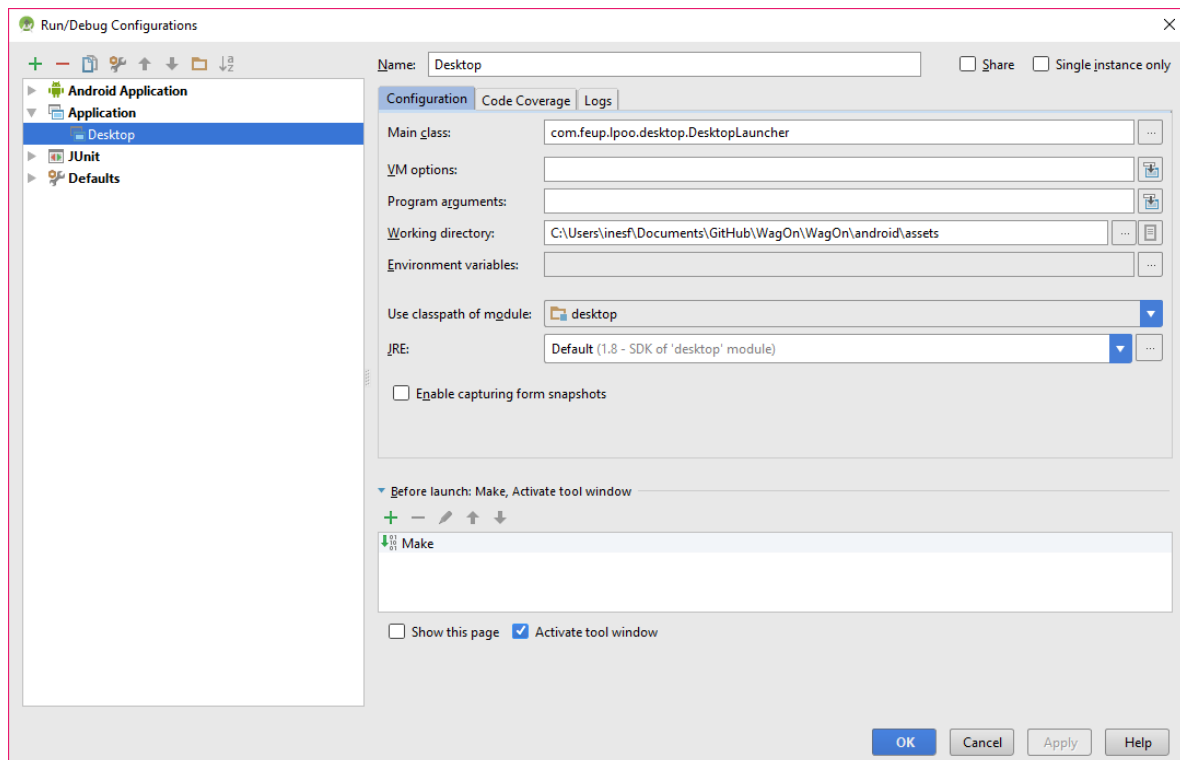 Run/Debug Configurations
Name: Desktop
Share
Single instance only
Android Application
Application
Desktop
JUnit
Defaults
Configuration
Code Coverage
Logs
Main class: com.feup.lpoo.desktop.DesktopLauncher
VM options:
Program arguments:
Working directory: C:\Users\inesf\Documents\GitHub\WagOn\WagOn\android\assets
Environment variables:
Use classpath of module: desktop
JRE: Default (1.8 - SDK of 'desktop' module)
Enable capturing form snapshots
Before launch: Make, Activate tool window
Make
Show this page
Activate tool window
OK
Cancel
Apply
Help